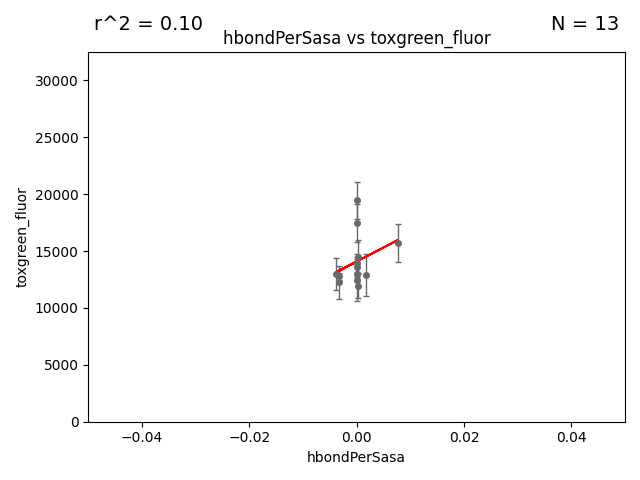 r^2 = 0.10
N = 13
hbondPerSasa vs toxgreen_fluor
30000
25000
20000
15000
10000
5000
0
toxgreen_fluor
−0.04
−0.02
0.00
0.02
0.04
hbondPerSasa